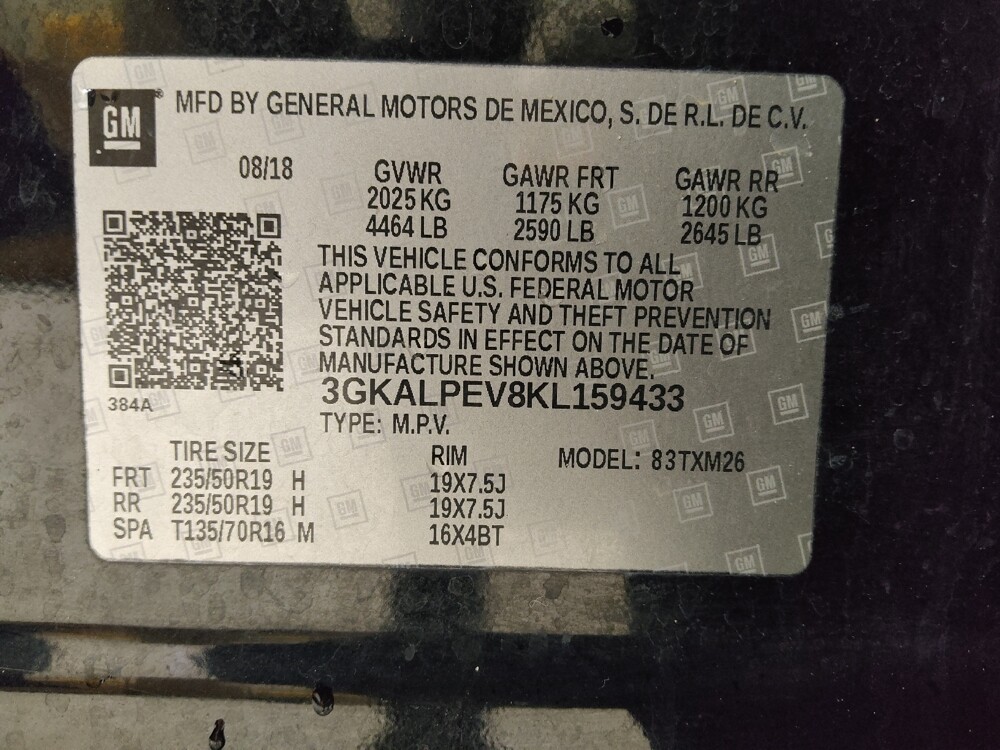 GM
MFD BY GENERAL MOTORS DE MEXICO, S. DE R.L. DE C.V.
08/18 GVWR GAWR FRT GAWR RR
2025 KG 1175 KG 1200 KG
4464 LB 2590 LB 2645 LB
THIS VEHICLE CONFORMS TO ALL
APPLICABLE U.S. FEDERAL MOTOR
VEHICLE SAFETY AND THEFT PREVENTION
STANDARDS IN EFFECT ON THE DATE OF
MANUFACTURE SHOWN ABOVE.
3GKALPEV8KL159433
384A
TYPE: M.P.V.
TIRE SIZE RIM MODEL: 83TXM26
FRT 235/50R19 H 19X7.5J
RR 235/50R19 H 19X7.5J
SPA T135/70R16 M 16X4BT